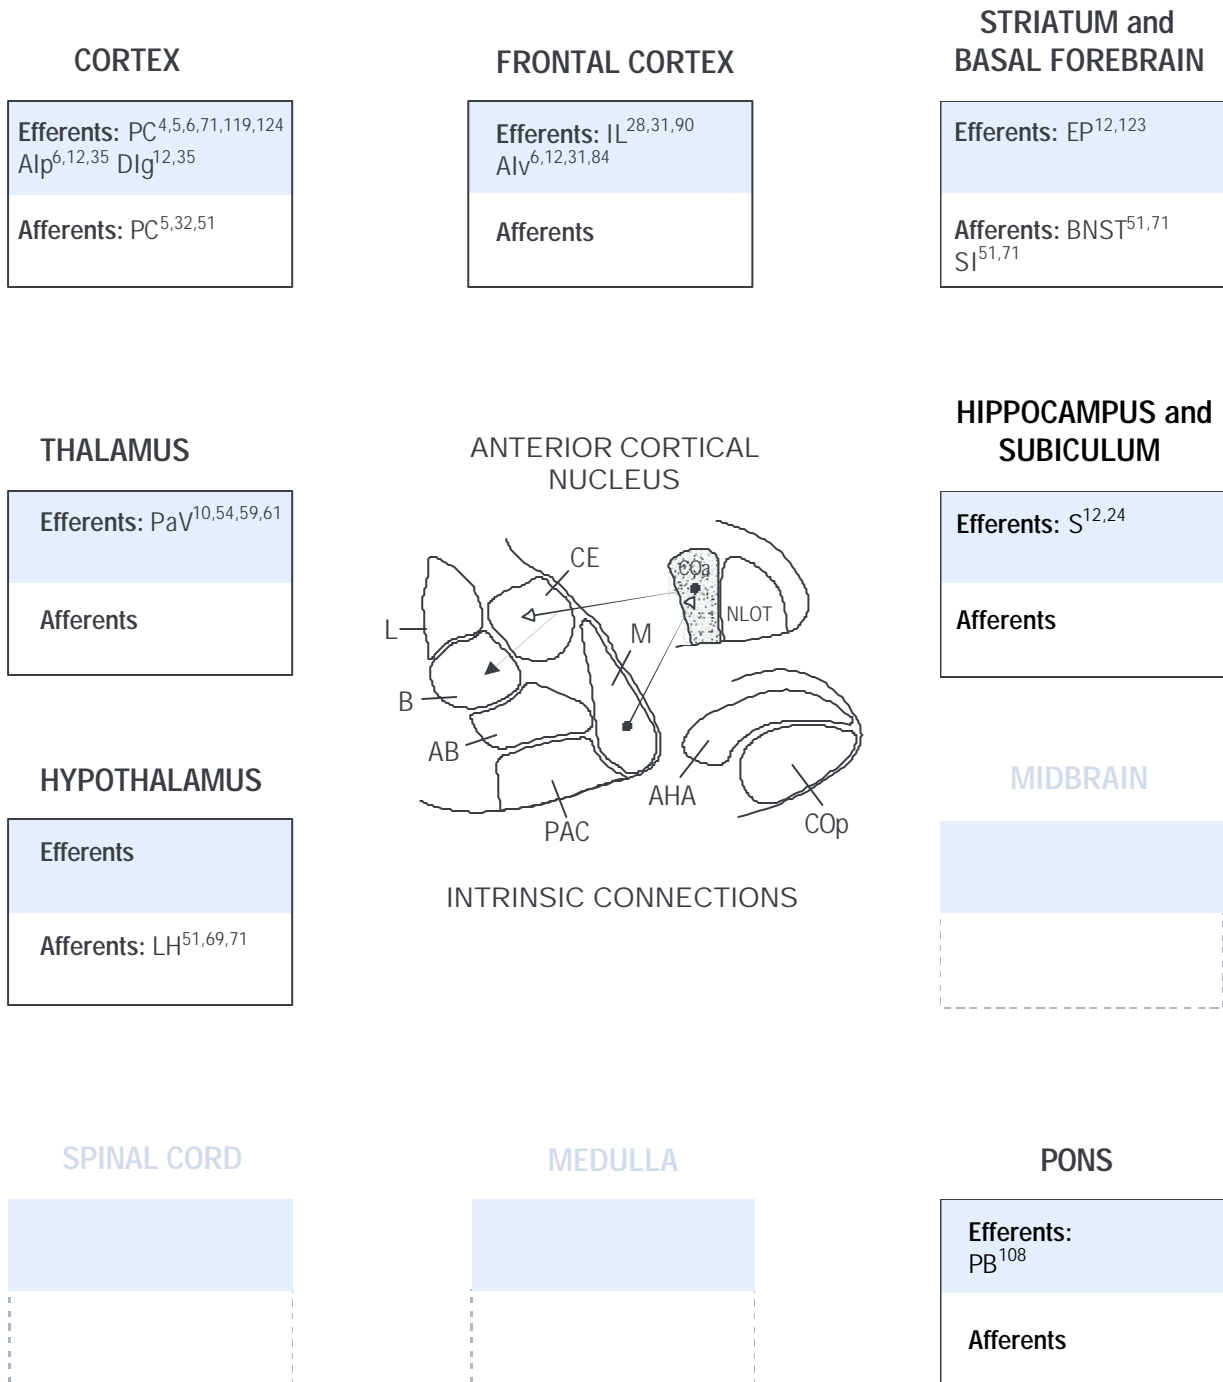 CORTEX
Efferents: PC4,5,6,71,119,124
AIp6,12,35 DIg12,35
Afferents: PC5,32,51
FRONTAL CORTEX
Efferents: IL28,31,90
AIv6,12,31,84
Afferents
STRIATUM and
BASAL FOREBRAIN
Efferents: EP12,123
Afferents: BNST51,71
SI51,71
THALAMUS
Efferents: PaV10,54,59,61
Afferents
ANTERIOR CORTICAL
NUCLEUS
CE
COa
L
M
NLOT
B
AB
AHA
PAC
COp
INTRINSIC CONNECTIONS
HIPPOCAMPUS and
SUBICULUM
Efferents: S12,24
Afferents
HYPOTHALAMUS
Efferents
Afferents: LH51,69,71
MIDBRAIN
SPINAL CORD
MEDULLA
PONS
Efferents:
PB108
Afferents